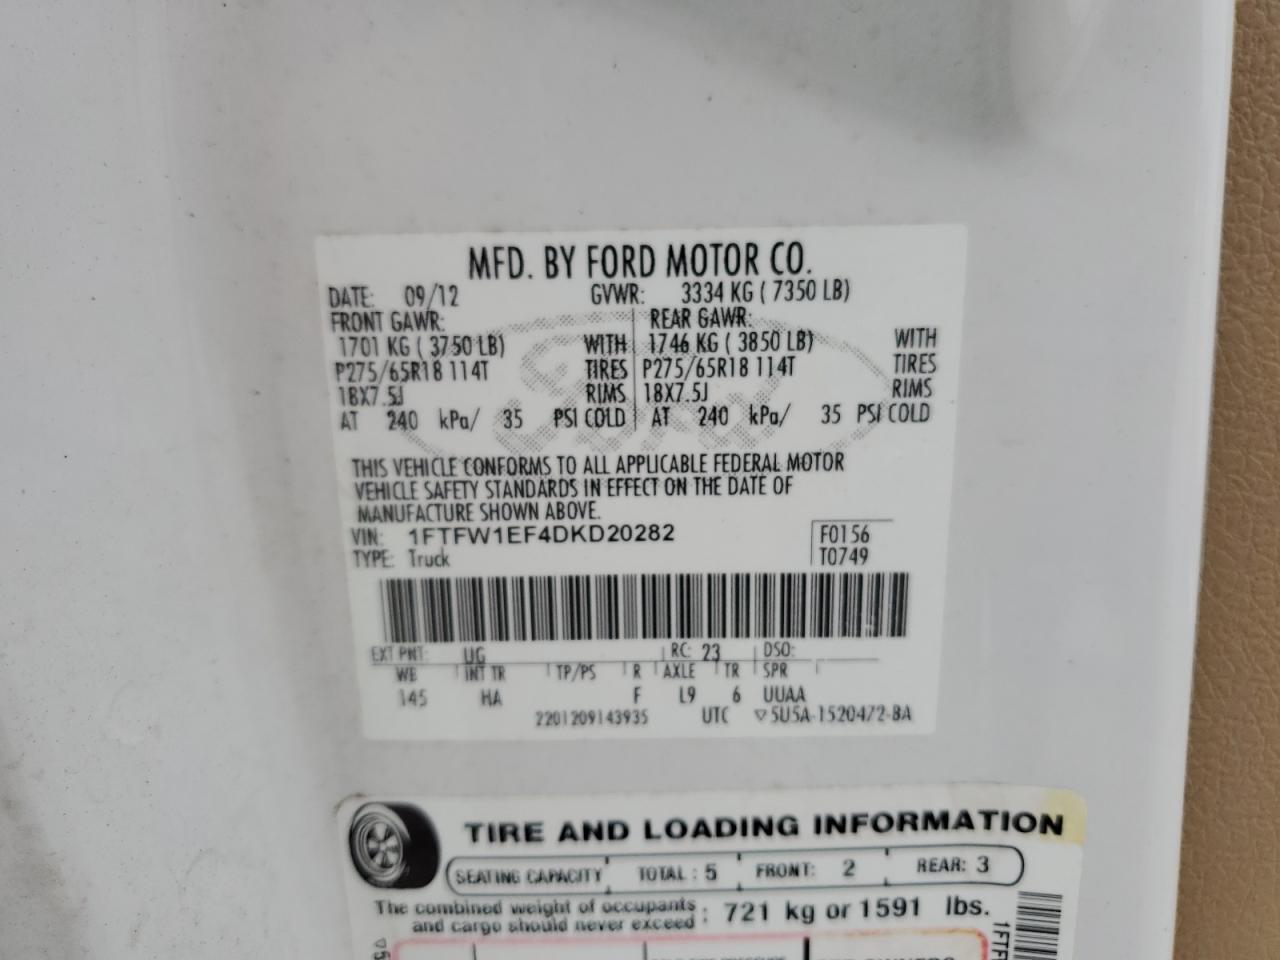 MFD. BY FORD MOTOR CO.
DATE: 09/12 GVWR: 3334 KG ( 7350 LB)
FRONT GAWR: REAR GAWR:
1701 KG ( 3750 LB) WITH 1746 KG ( 3850 LB) WITH
P275/65R18 114T TIRES P275/65R18 114T TIRES
18X7.5J RIMS 18X7.5J RIMS
AT 240 kPa/ 35 PSI COLD AT 240 kPa/ 35 PSI COLD
THIS VEHICLE CONFORMS TO ALL APPLICABLE FEDERAL MOTOR
VEHICLE SAFETY STANDARDS IN EFFECT ON THE DATE OF
MANUFACTURE SHOWN ABOVE.
VIN: 1FTFW1EF4DKD20282 F0156
TYPE: Truck T0749
EXT PNT: UG RC: 23 DSO:
WB INT TR TP/PS R AXLE TR SPR
145 HA F L9 6 UUAA
2201209143935 UTC ▽5U5A-1520472-BA
TIRE AND LOADING INFORMATION
SEATING CAPACITY TOTAL : 5 FRONT: 2 REAR: 3
The combined weight of occupants
and cargo should never exceed : 721 kg or 1591 lbs.